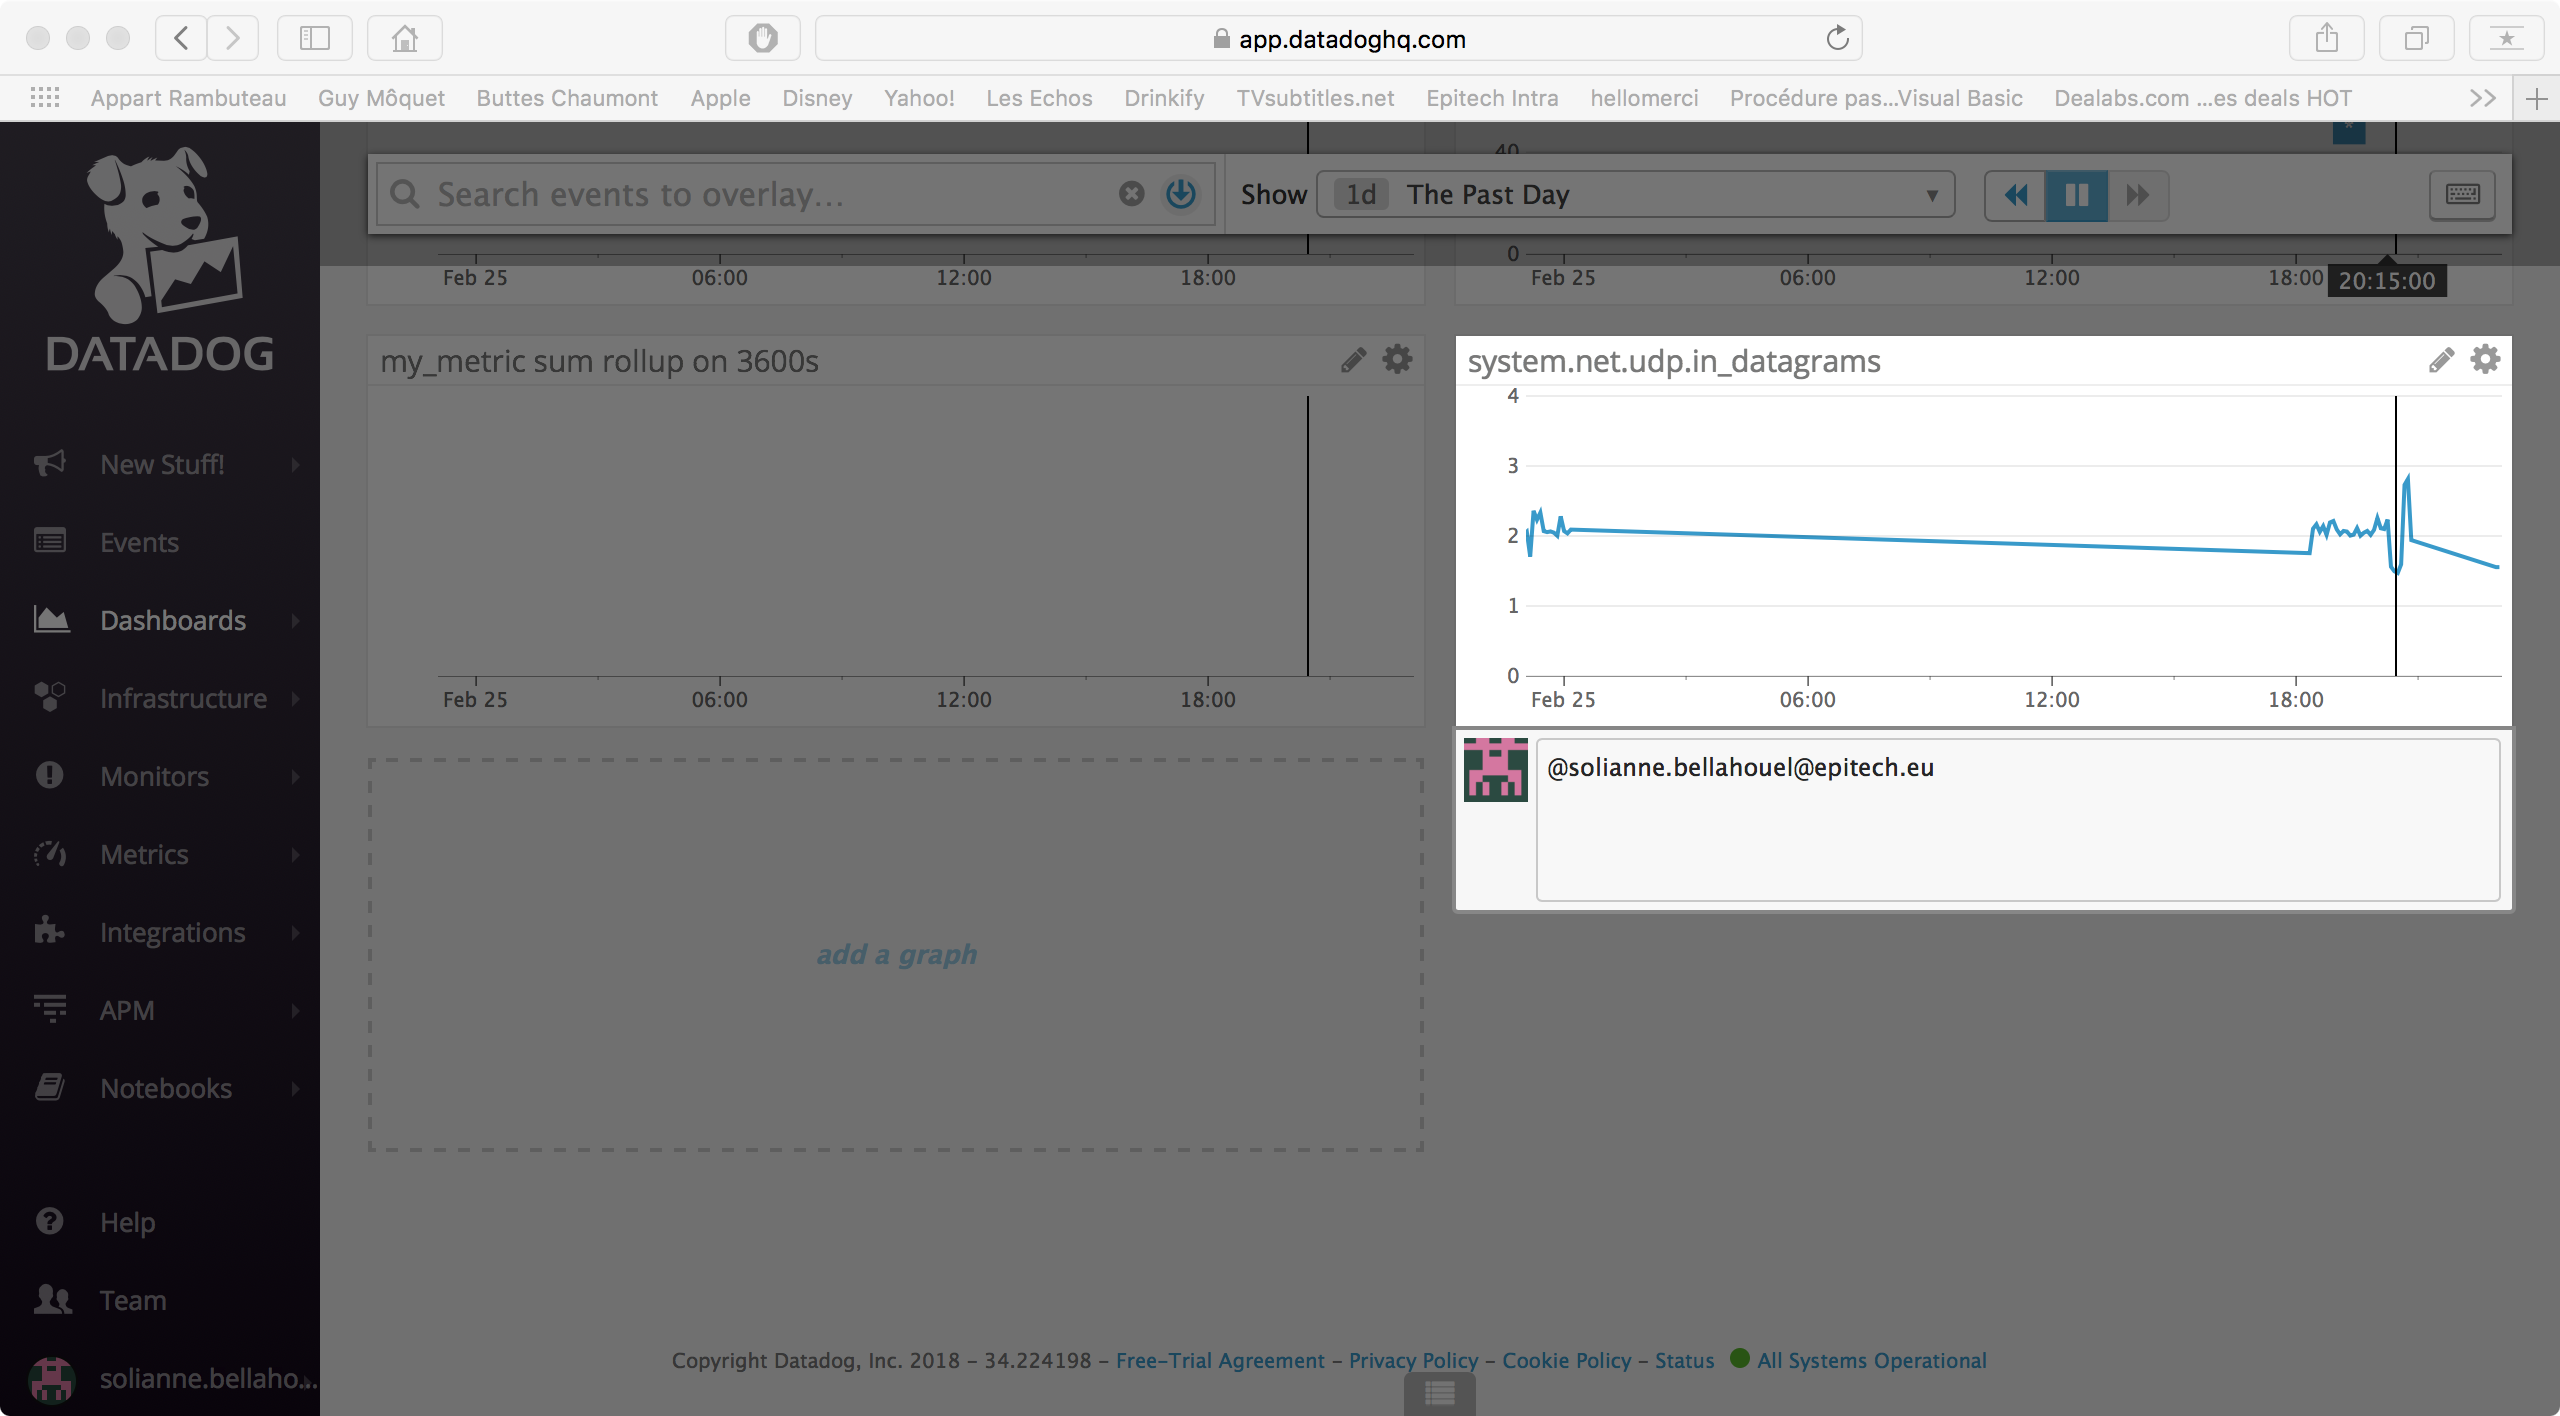 app.datadoghq.com
Appart Rambuteau Guy Môquet Buttes Chaumont Apple Disney Yahoo! Les Echos Drinkify TVsubtitles.net Epitech Intra hellomerci Procédure pas...Visual Basic Dealabs.com ...es deals HOT
DATADOG
New Stuff!
Events
Dashboards
Infrastructure
Monitors
Metrics
Integrations
APM
Notebooks
Help
Team
solianne.bellaho...
40
Search events to overlay...
Show 1d The Past Day
0
Feb 25 06:00 12:00 18:00
Feb 25 06:00 12:00 18:00 20:15:00
my_metric sum rollup on 3600s
Feb 25 06:00 12:00 18:00
system.net.udp.in_datagrams
4
3
2
1
0
Feb 25 06:00 12:00 18:00
@solianne.bellahouel@epitech.eu
add a graph
Copyright Datadog, Inc. 2018 - 34.224198 - Free-Trial Agreement - Privacy Policy - Cookie Policy - Status All Systems Operational